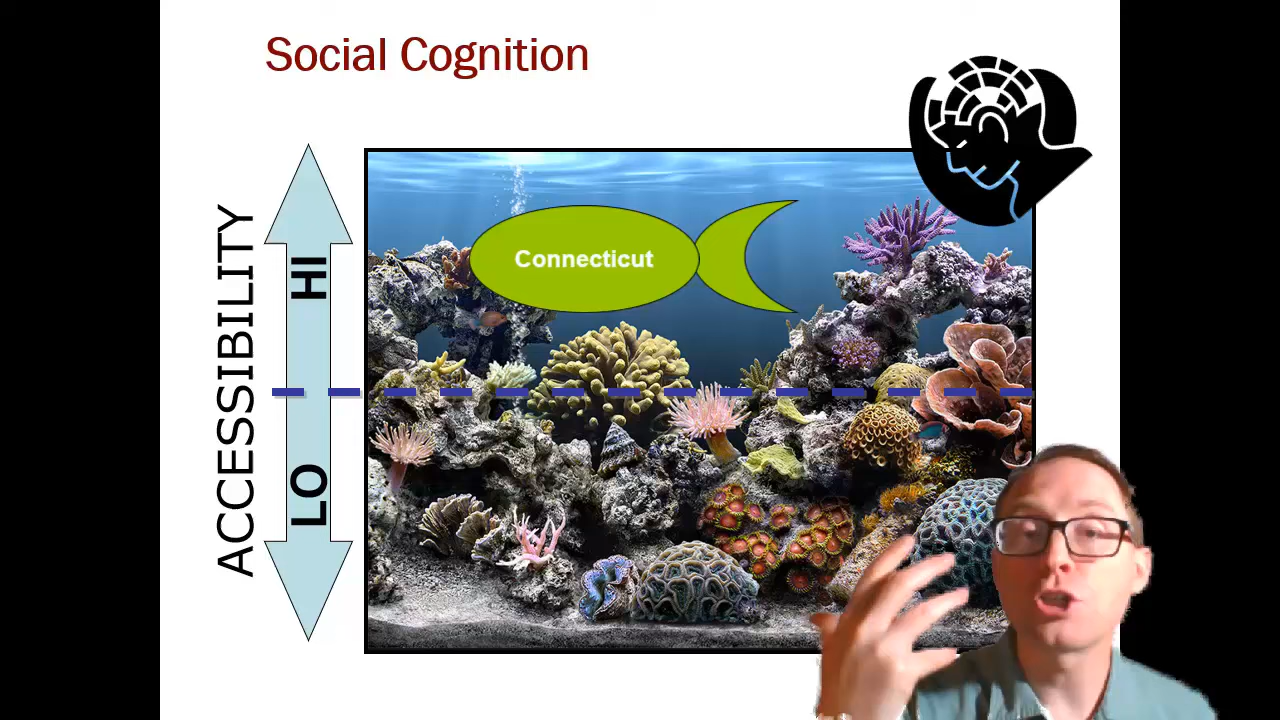 Social Cognition
ACCESSIBILITY
HI
LO
Connecticut